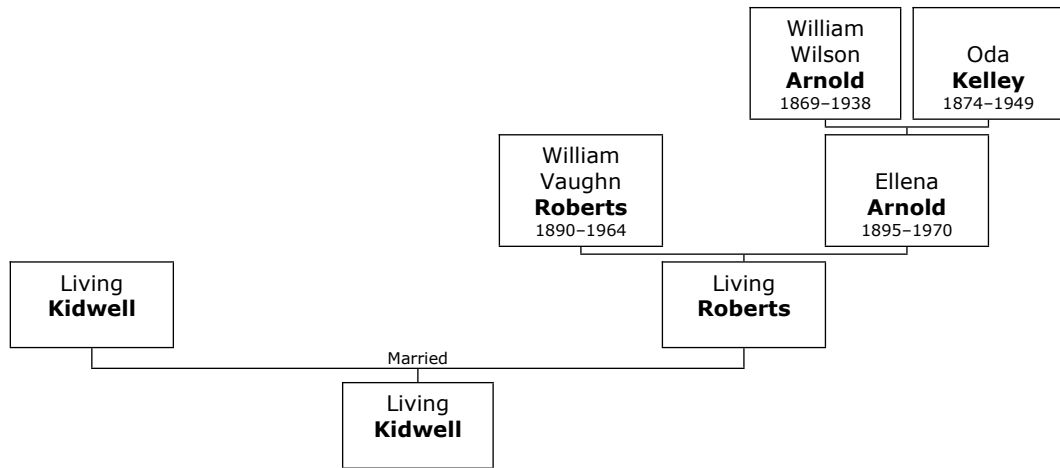 William
Wilson
Arnold
1869–1938
Oda
Kelley
1874–1949
William
Vaughn
Roberts
1890–1964
Ellena
Arnold
1895–1970
Living
Kidwell
Living
Roberts
Married
Living
Kidwell